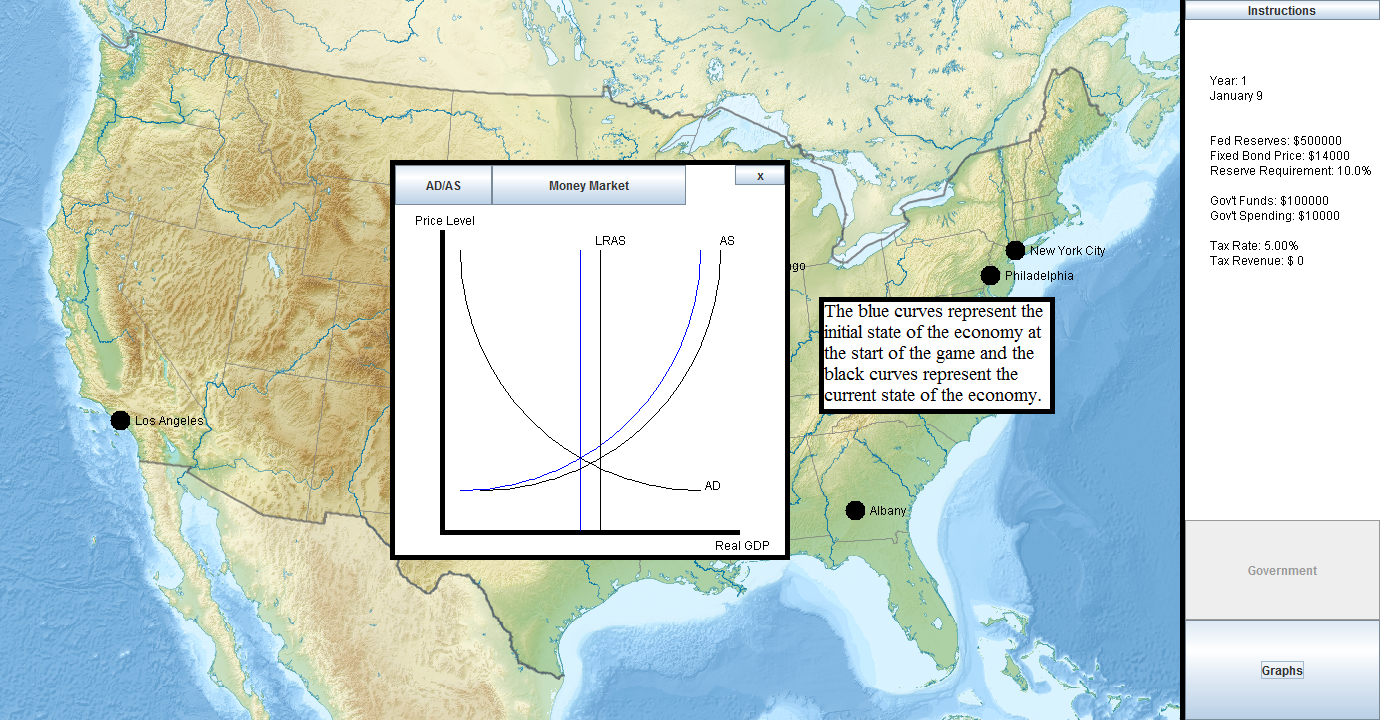 Instructions
Year: 1
January 9
Fed Reserves: $500000
Fixed Bond Price: $14000
Reserve Requirement: 10.0%
Gov't Funds: $100000
Gov't Spending: $10000
Tax Rate: 5.00%
Tax Revenue: $ 0
AD/AS
Money Market
x
Price Level
LRAS
AS
AD
Real GDP
New York City
Philadelphia
ago
The blue curves represent the
initial state of the economy at
the start of the game and the
black curves represent the
current state of the economy.
Los Angeles
Albany
Government
Graphs